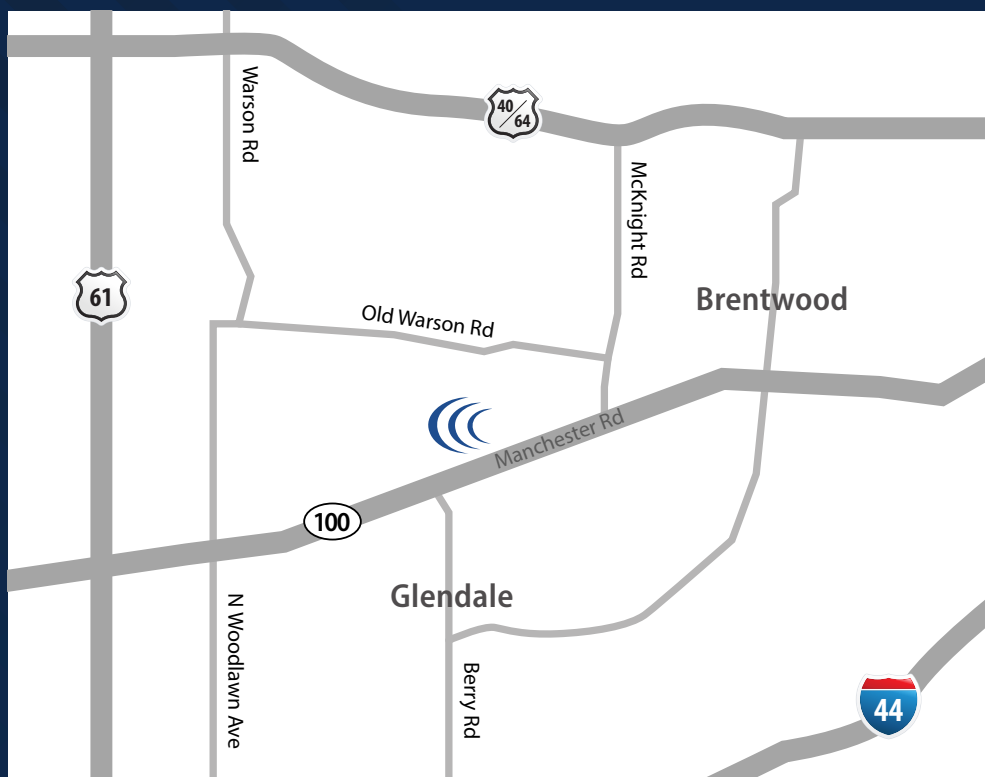 Warson Rd
40
64
McKnight Rd
61
Brentwood
Old Warson Rd
Manchester Rd
100
Glendale
N Woodlawn Ave
Berry Rd
44